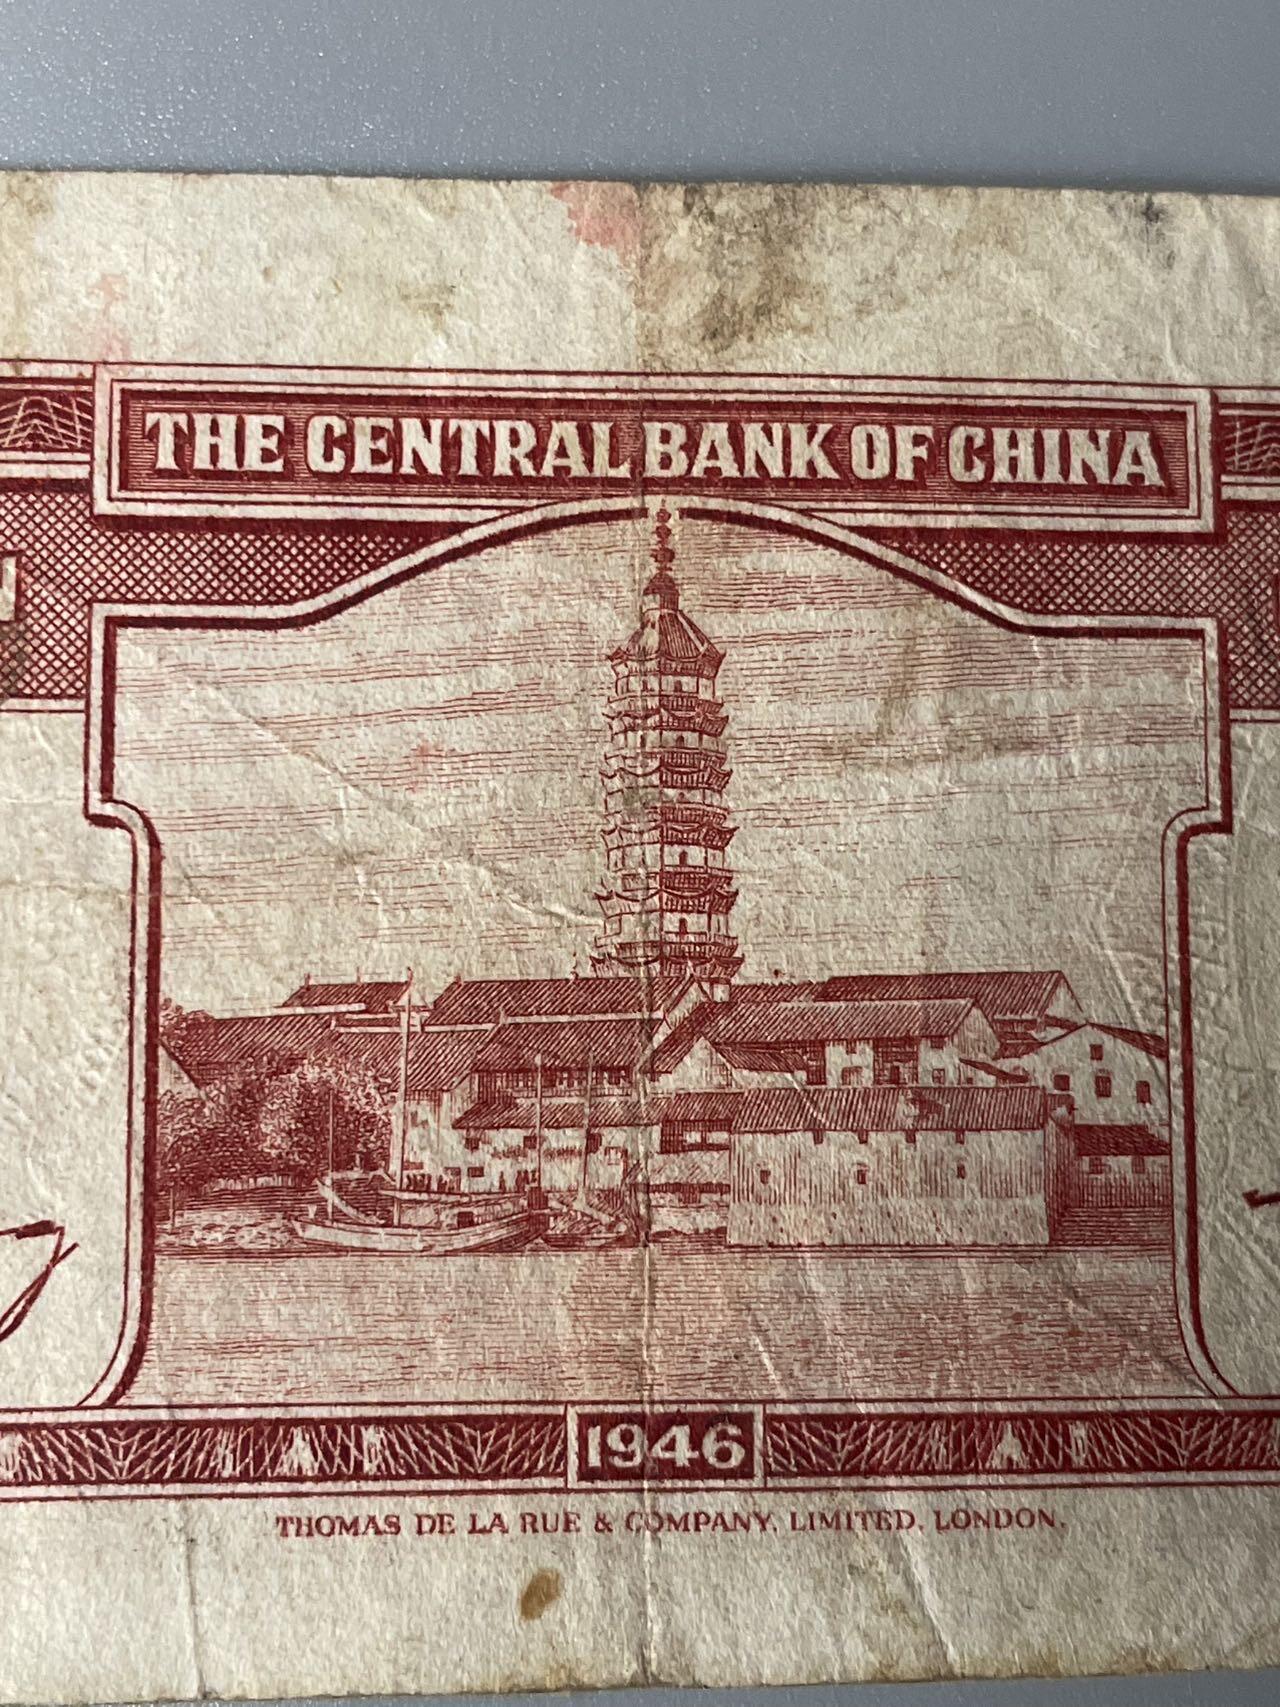 THE CENTRAL BANK OF CHINA
1946
THOMAS DE LA RUE & COMPANY, LIMITED, LONDON.